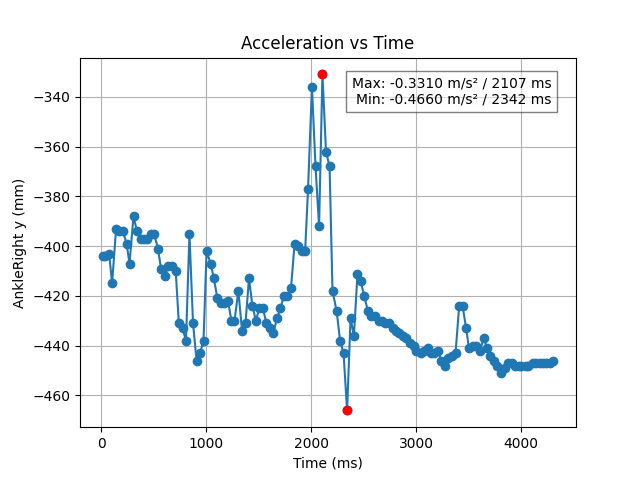 Acceleration vs Time
Max: -0.3310 m/s² / 2107 ms
Min: -0.4660 m/s² / 2342 ms
AnkleRight y (mm)
−340
−360
−380
−400
−420
−440
−460
0 1000 2000 3000 4000
Time (ms)